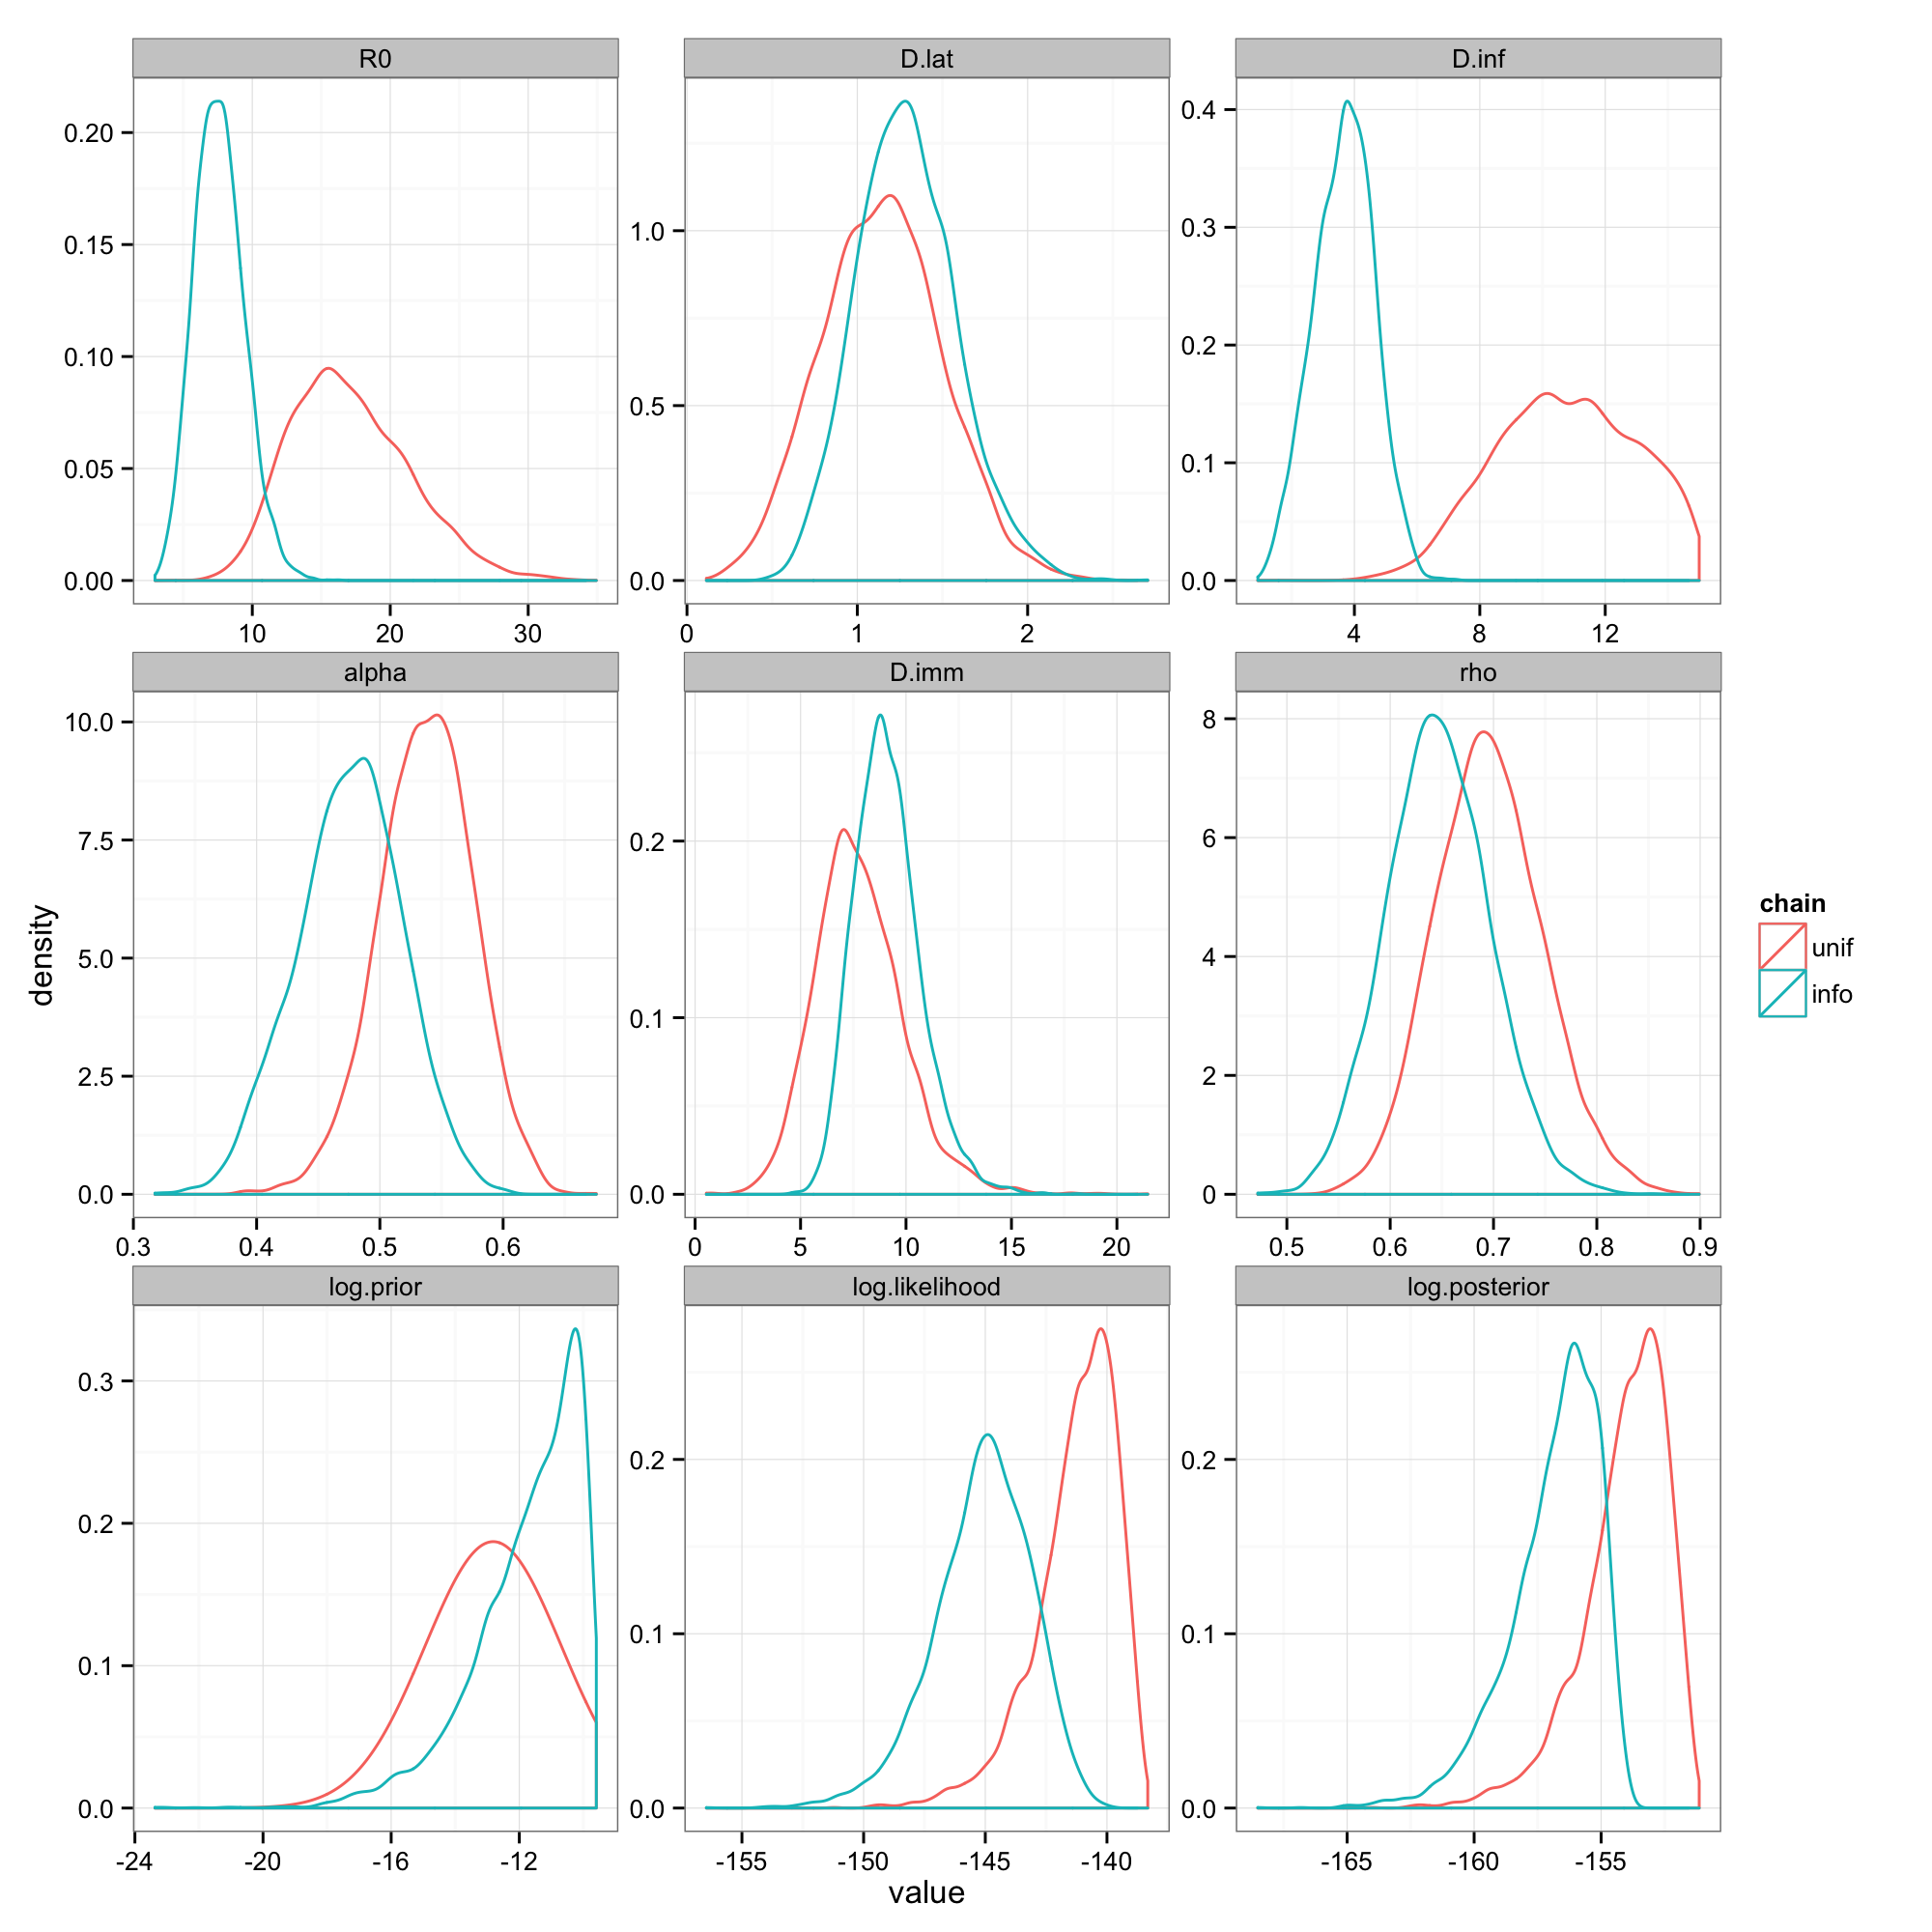 R0 D.lat D.inf
0.20
0.15
0.10
0.05
0.00
1.0
0.5
0.0
0.4
0.3
0.2
0.1
0.0
10 20 30
0 1 2
4 8 12
alpha D.imm rho
10.0
7.5
5.0
2.5
0.0
0.2
0.1
0.0
8
6
4
2
0
0.3 0.4 0.5 0.6
0 5 10 15 20
0.5 0.6 0.7 0.8 0.9
log.prior log.likelihood log.posterior
0.3
0.2
0.1
0.0
0.2
0.1
0.0
0.2
0.1
0.0
-24 -20 -16 -12
-155 -150 -145 -140
-165 -160 -155
density
value
chain
unif
info